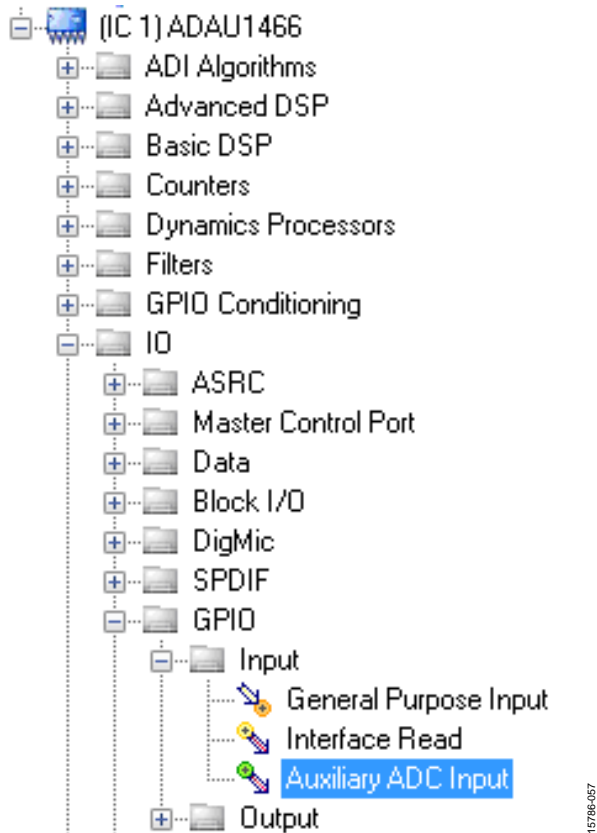 (IC 1) ADAU1466
ADI Algorithms
Advanced DSP
Basic DSP
Counters
Dynamics Processors
Filters
GPIO Conditioning
IO
ASRC
Master Control Port
Data
Block I/O
DigMic
SPDIF
GPIO
Input
General Purpose Input
Interface Read
Auxiliary ADC Input
Output
15786-057